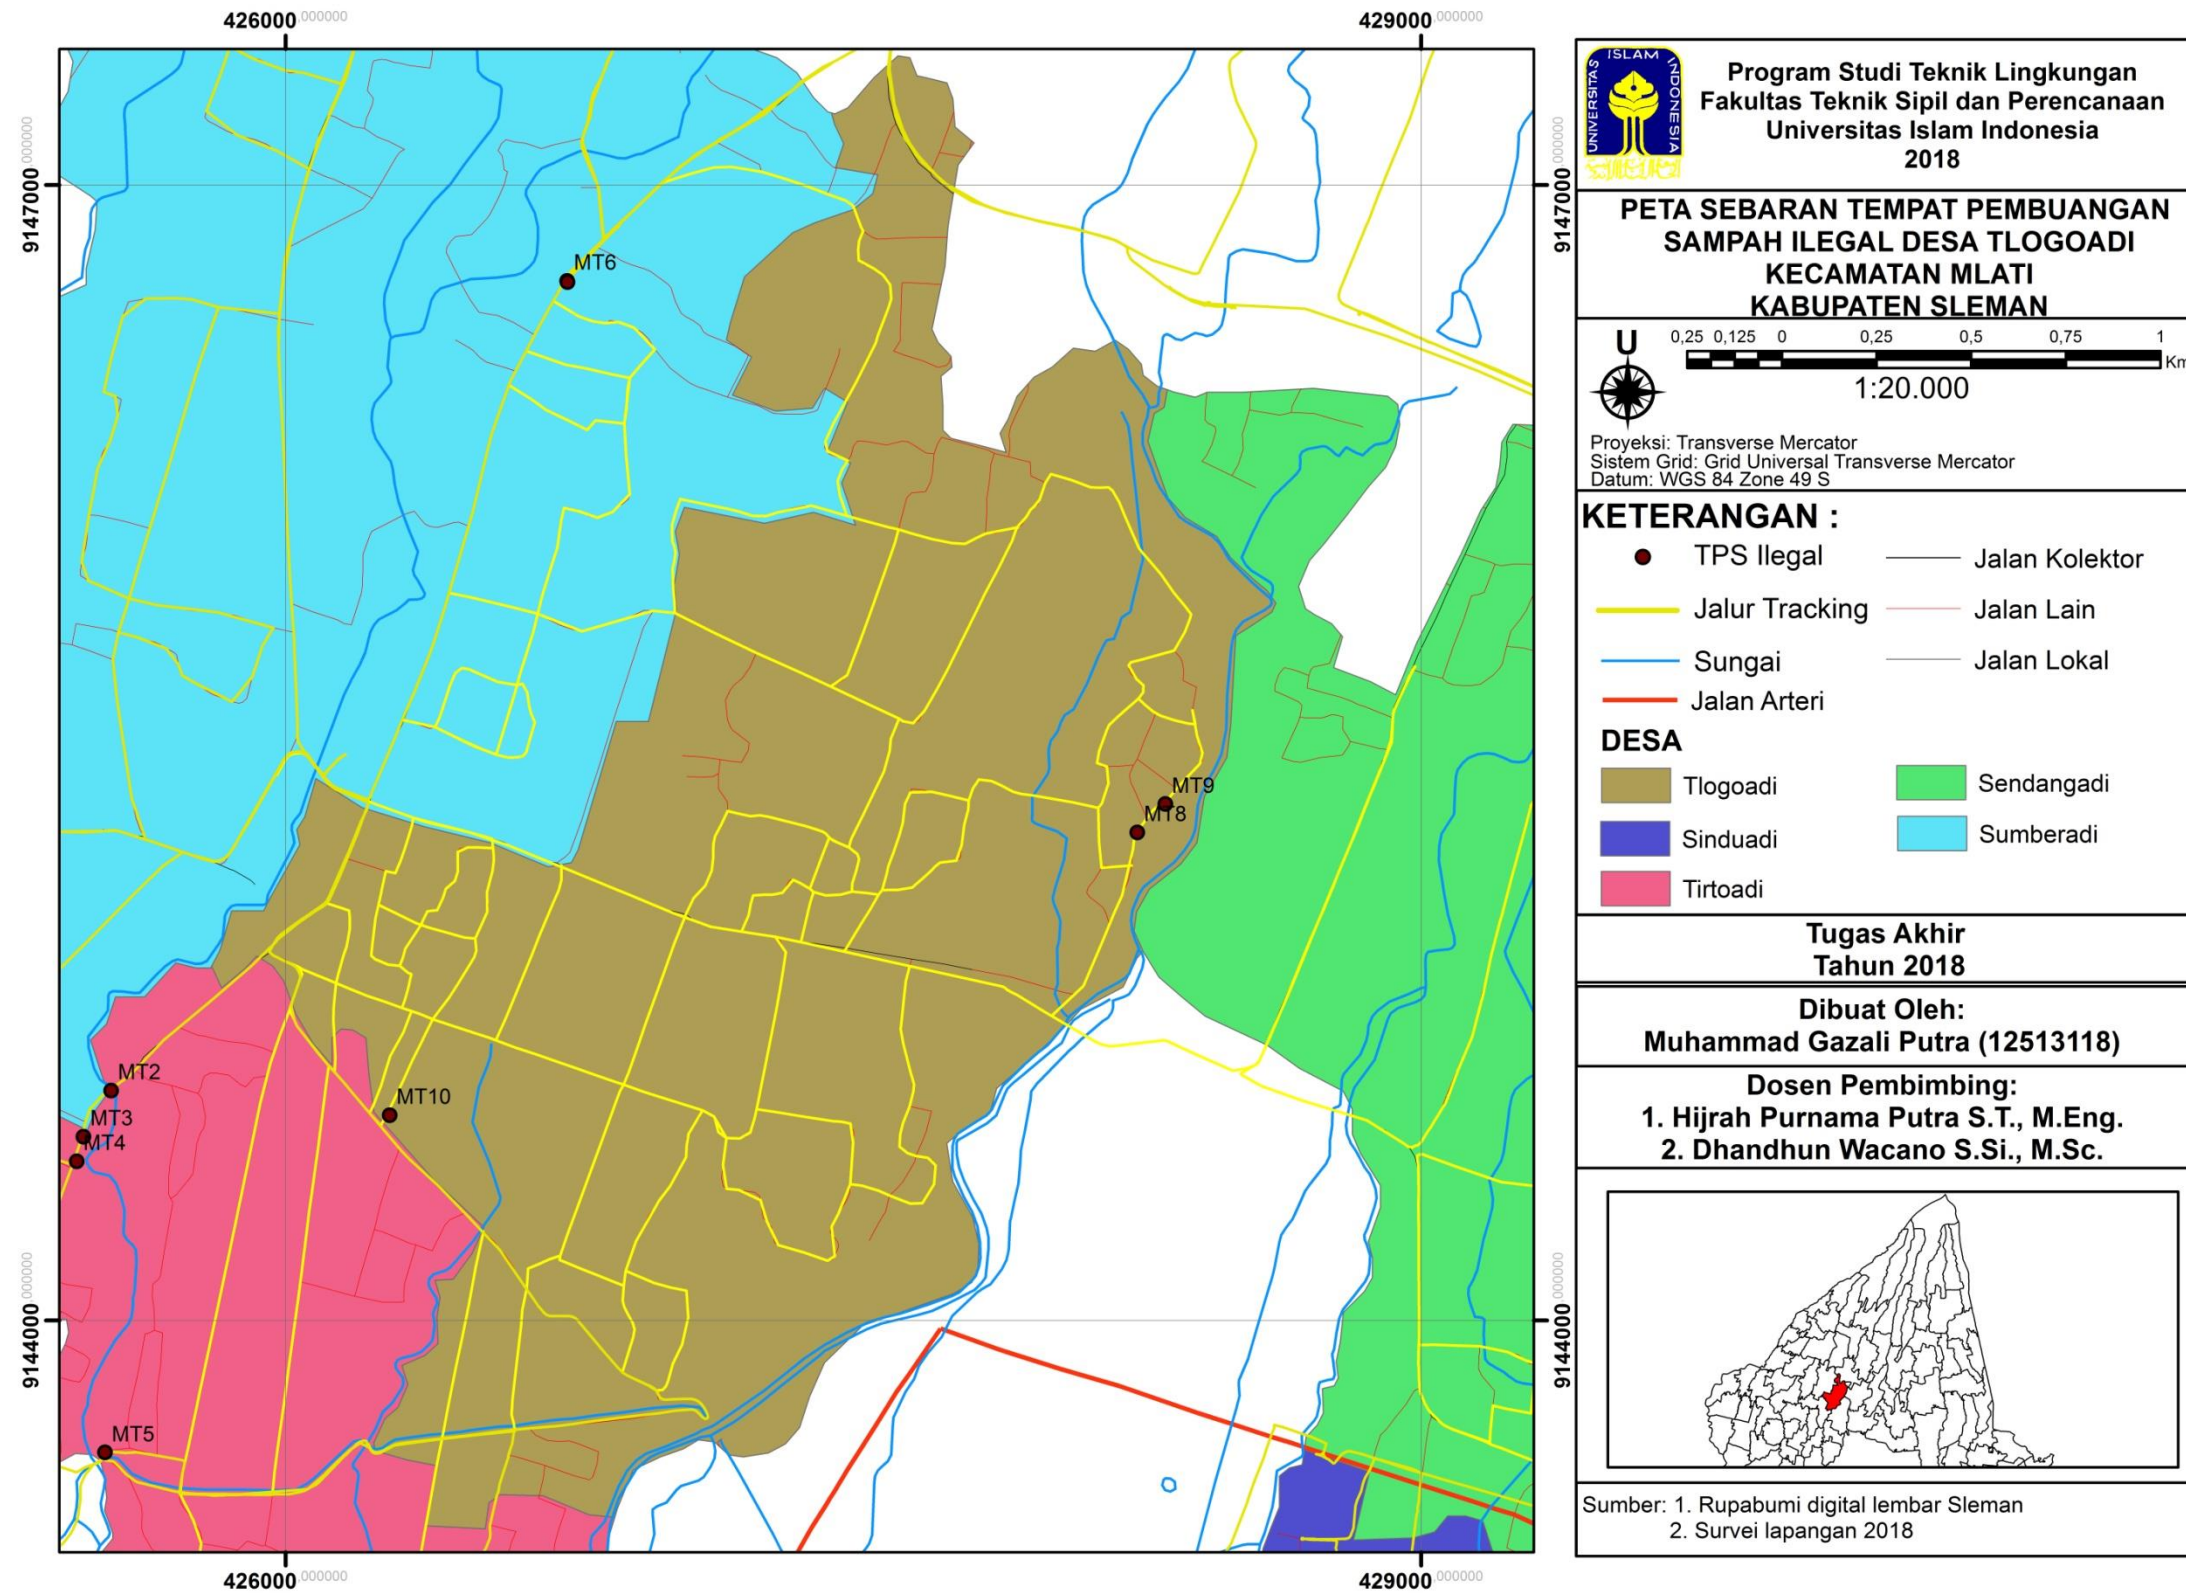 426000,000000
429000,000000
9147000,000000
9147000,000000
9144000,000000
9144000,000000
426000,000000
429000,000000
MT6
MT9
MT8
MT2
MT3
MT4
MT10
MT5
UNIVERSITAS ISLAM INDONESIA
Program Studi Teknik Lingkungan
Fakultas Teknik Sipil dan Perencanaan
Universitas Islam Indonesia
2018
PETA SEBARAN TEMPAT PEMBUANGAN
SAMPAH ILEGAL DESA TLOGOADI
KECAMATAN MLATI
KABUPATEN SLEMAN
U
0,25 0,125 0 0,25 0,5 0,75 1
Km
1:20.000
Proyeksi: Transverse Mercator
Sistem Grid: Grid Universal Transverse Mercator
Datum: WGS 84 Zone 49 S
KETERANGAN :
TPS Ilegal
Jalan Kolektor
Jalur Tracking
Jalan Lain
Sungai
Jalan Lokal
Jalan Arteri
DESA
Tlogoadi
Sendangadi
Sinduadi
Sumberadi
Tirtoadi
Tugas Akhir
Tahun 2018
Dibuat Oleh:
Muhammad Gazali Putra (12513118)
Dosen Pembimbing:
1. Hijrah Purnama Putra S.T., M.Eng.
2. Dhandhun Wacano S.Si., M.Sc.
Sumber: 1. Rupabumi digital lembar Sleman
2. Survei lapangan 2018